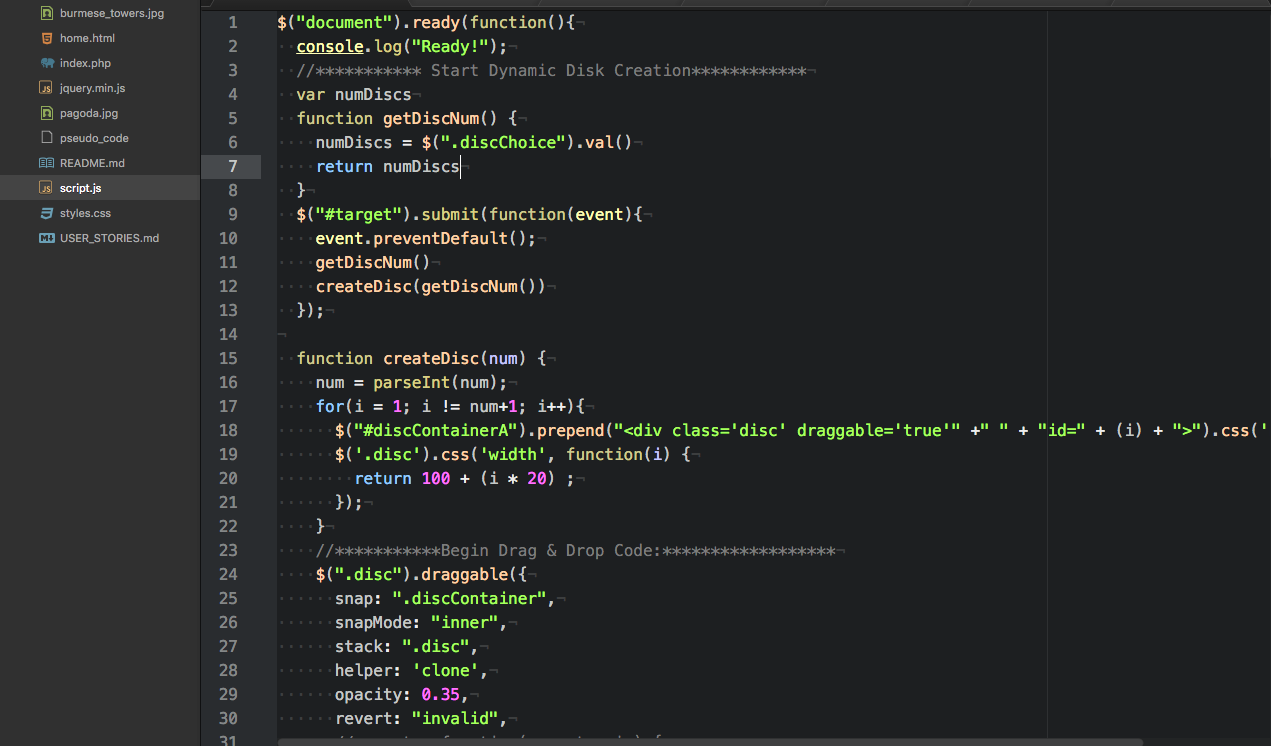 burmese_towers.jpg
home.html
index.php
jquery.min.js
pagoda.jpg
pseudo_code
README.md
script.js
styles.css
USER_STORIES.md
1 $("document").ready(function(){
2 console.log("Ready!");
3 //*********** Start Dynamic Disk Creation************
4 var numDiscs
5 function getDiscNum() {
6 numDiscs = $(".discChoice").val()
7 return numDiscs
8 }
9 $("#target").submit(function(event){
10 event.preventDefault();
11 getDiscNum()
12 createDisc(getDiscNum())
13 });
14
15 function createDisc(num) {
16 num = parseInt(num);
17 for(i = 1; i != num+1; i++){
18 $("#discContainerA").prepend("<div class='disc' draggable='true'" +" " + "id=" + (i) + ">").css('
19 $('.disc').css('width', function(i) {
20 return 100 + (i * 20) ;
21 });
22 }
23 //***********Begin Drag & Drop Code:******************
24 $(".disc").draggable({
25 snap: ".discContainer",
26 snapMode: "inner",
27 stack: ".disc",
28 helper: 'clone',
29 opacity: 0.35,
30 revert: "invalid",
31